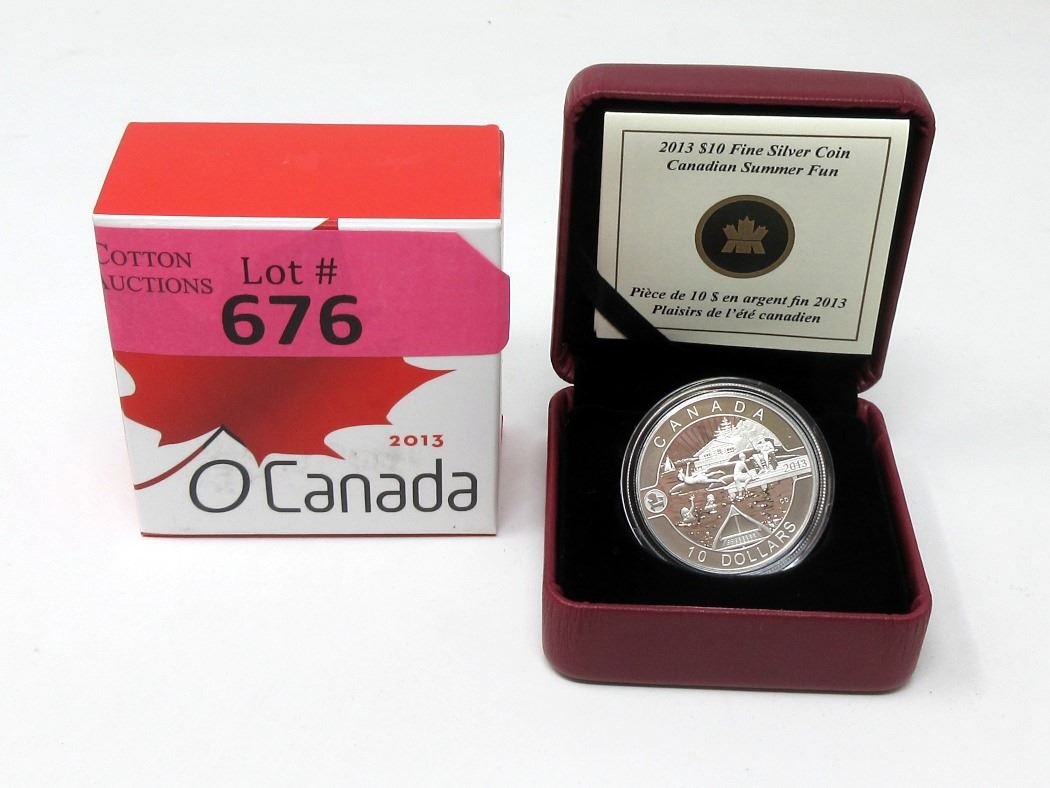 COTTON
AUCTIONS
Lot #
676
2013
O Canada
2013 $10 Fine Silver Coin
Canadian Summer Fun
Pièce de 10 $ en argent fin 2013
Plaisirs de l'été canadien
CANADA
2013
10 DOLLARS